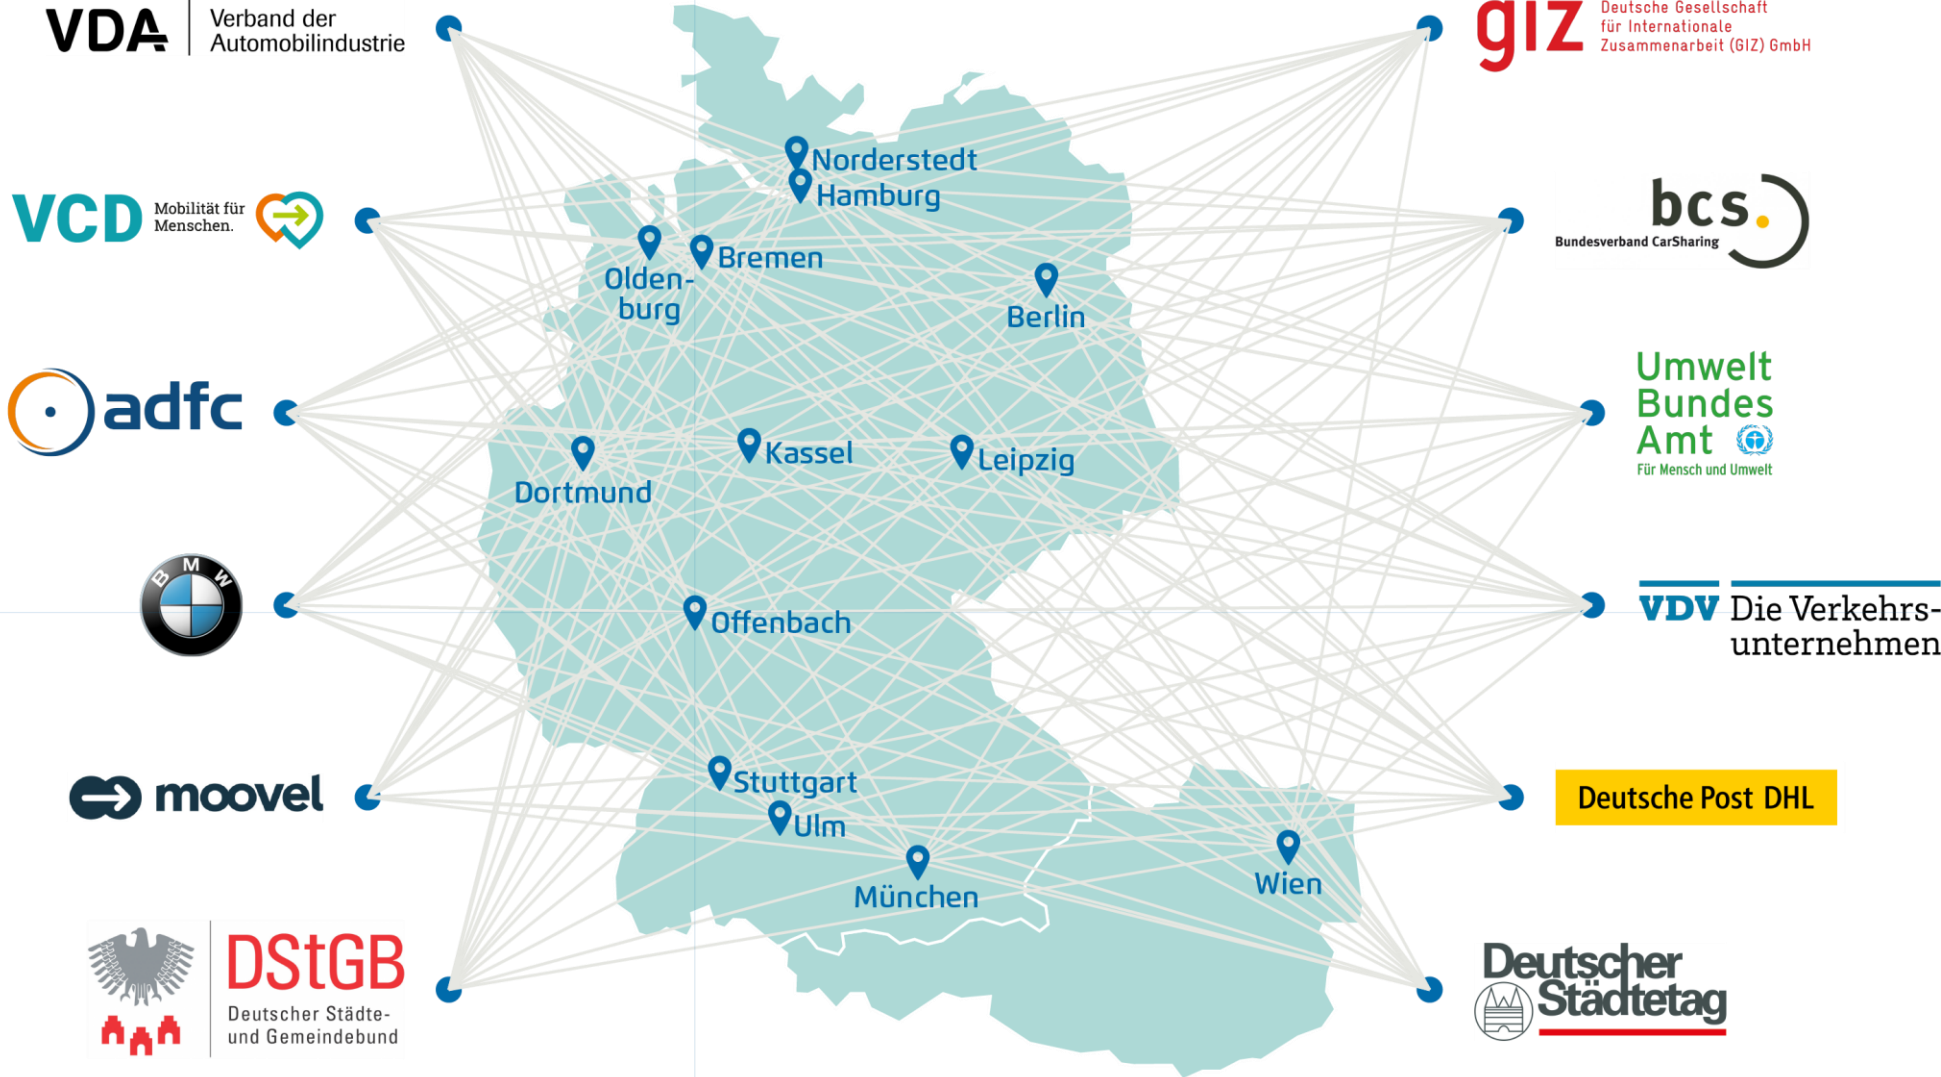 VDA
Verband der
Automobilindustrie
giz
Deutsche Gesellschaft
für Internationale
Zusammenarbeit (GIZ) GmbH
VCD
Mobilität für
Menschen.
bcs.
Bundesverband CarSharing
adfc
Umwelt
Bundes
Amt
Für Mensch und Umwelt
BMW
VDV
Die Verkehrs-
unternehmen
moovel
Deutsche Post DHL
DStGB
Deutscher Städte-
und Gemeindebund
Deutscher
Städtetag
Norderstedt
Hamburg
Olden-
burg
Bremen
Berlin
Dortmund
Kassel
Leipzig
Offenbach
Stuttgart
Ulm
München
Wien